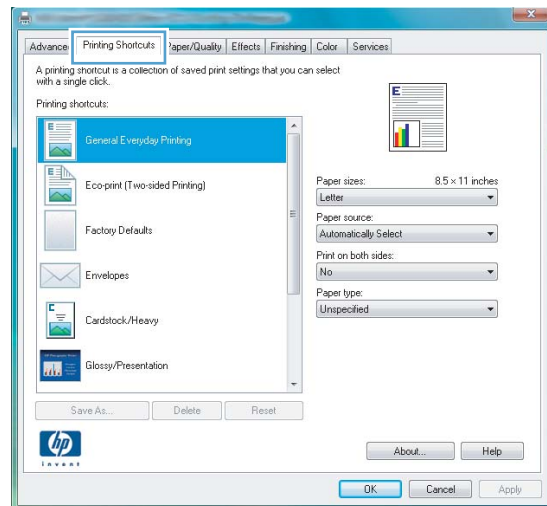 Advance
Printing Shortcuts
Paper/Quality
Effects
Finishing
Color
Services
A printing shortcut is a collection of saved print settings that you can select
with a single click.
Printing shortcuts:
General Everyday Printing
Eco-print (Two-sided Printing)
Factory Defaults
Envelopes
Cardstock/Heavy
Glossy/Presentation
E
Paper sizes: 8.5 × 11 inches
Letter
Paper source:
Automatically Select
Print on both sides:
No
Paper type:
Unspecified
Save As...
Delete
Reset
hp
invent
About...
Help
OK
Cancel
Apply